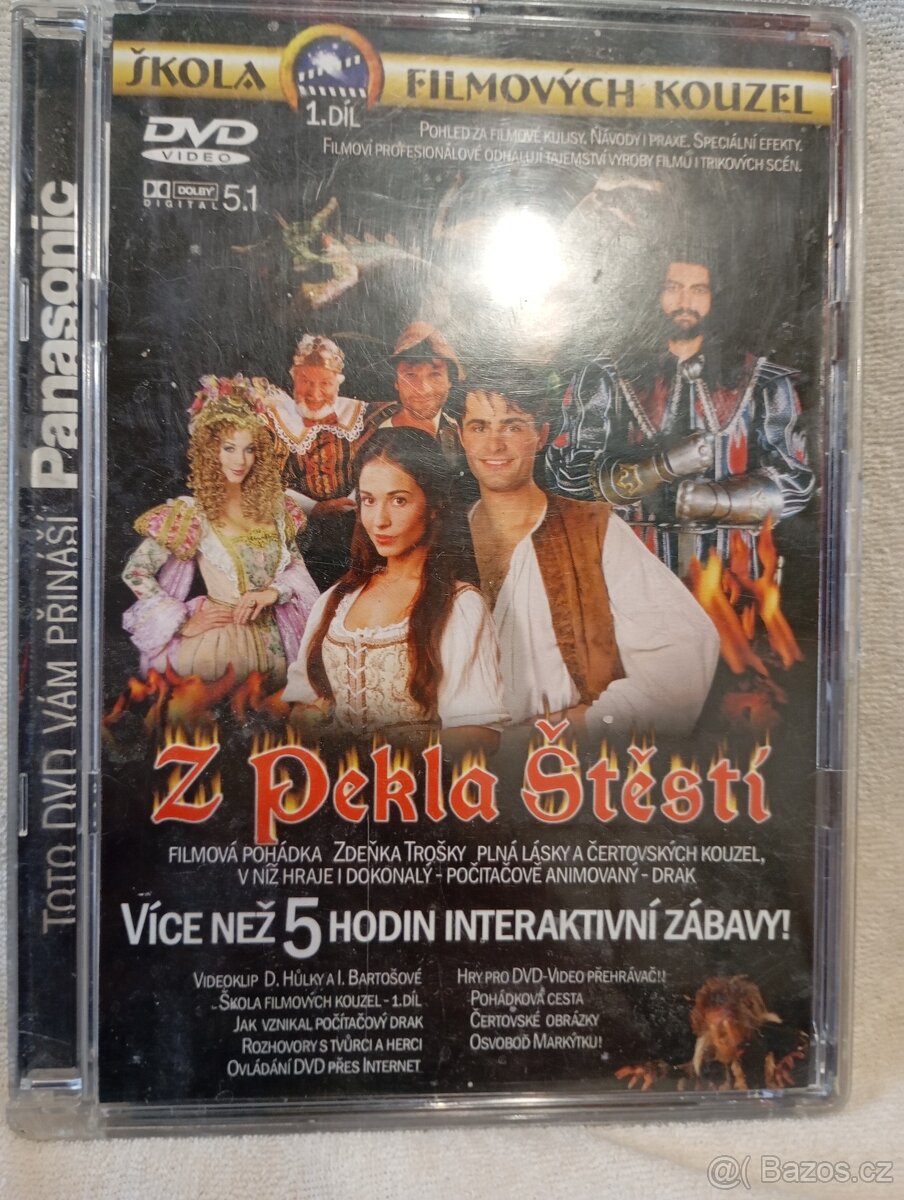 ŠKOLA FILMOVÝCH KOUZEL
1. DÍL
DVD
VIDEO
POHLED ZA FILMOVÉ KULISY. NÁVODY I PRAXE. SPECIÁLNÍ EFEKTY.
FILMOVÍ PROFESIONÁLOVÉ ODHALUJÍ TAJEMSTVÍ VÝROBY FILMŮ I TRIKOVÝCH SCÉN.
DOLBY
DIGITAL 5.1
TOTO DVD VÁM PŘINÁŠÍ Panasonic
Z Pekla Štěstí
FILMOVÁ POHÁDKA ZDEŇKA TROŠKY PLNÁ LÁSKY A ČERTOVSKÝCH KOUZEL,
V NÍŽ HRAJE I DOKONALÝ - POČÍTAČOVĚ ANIMOVANÝ - DRAK
VÍCE NEŽ 5 HODIN INTERAKTIVNÍ ZÁBAVY!
VIDEOKLIP D. HŮLKY A I. BARTOŠOVÉ
ŠKOLA FILMOVÝCH KOUZEL - 1.DÍL
JAK VZNIKAL POČÍTAČOVÝ DRAK
ROZHOVORY S TVŮRCI A HERCI
OVLÁDÁNÍ DVD PŘES INTERNET
HRY PRO DVD-VIDEO PŘEHRÁVAČ!!
POHÁDKOVÁ CESTA
ČERTOVSKÉ OBRÁZKY
OSVOBOĎ MARKÝTKU!
@( Bazos.cz